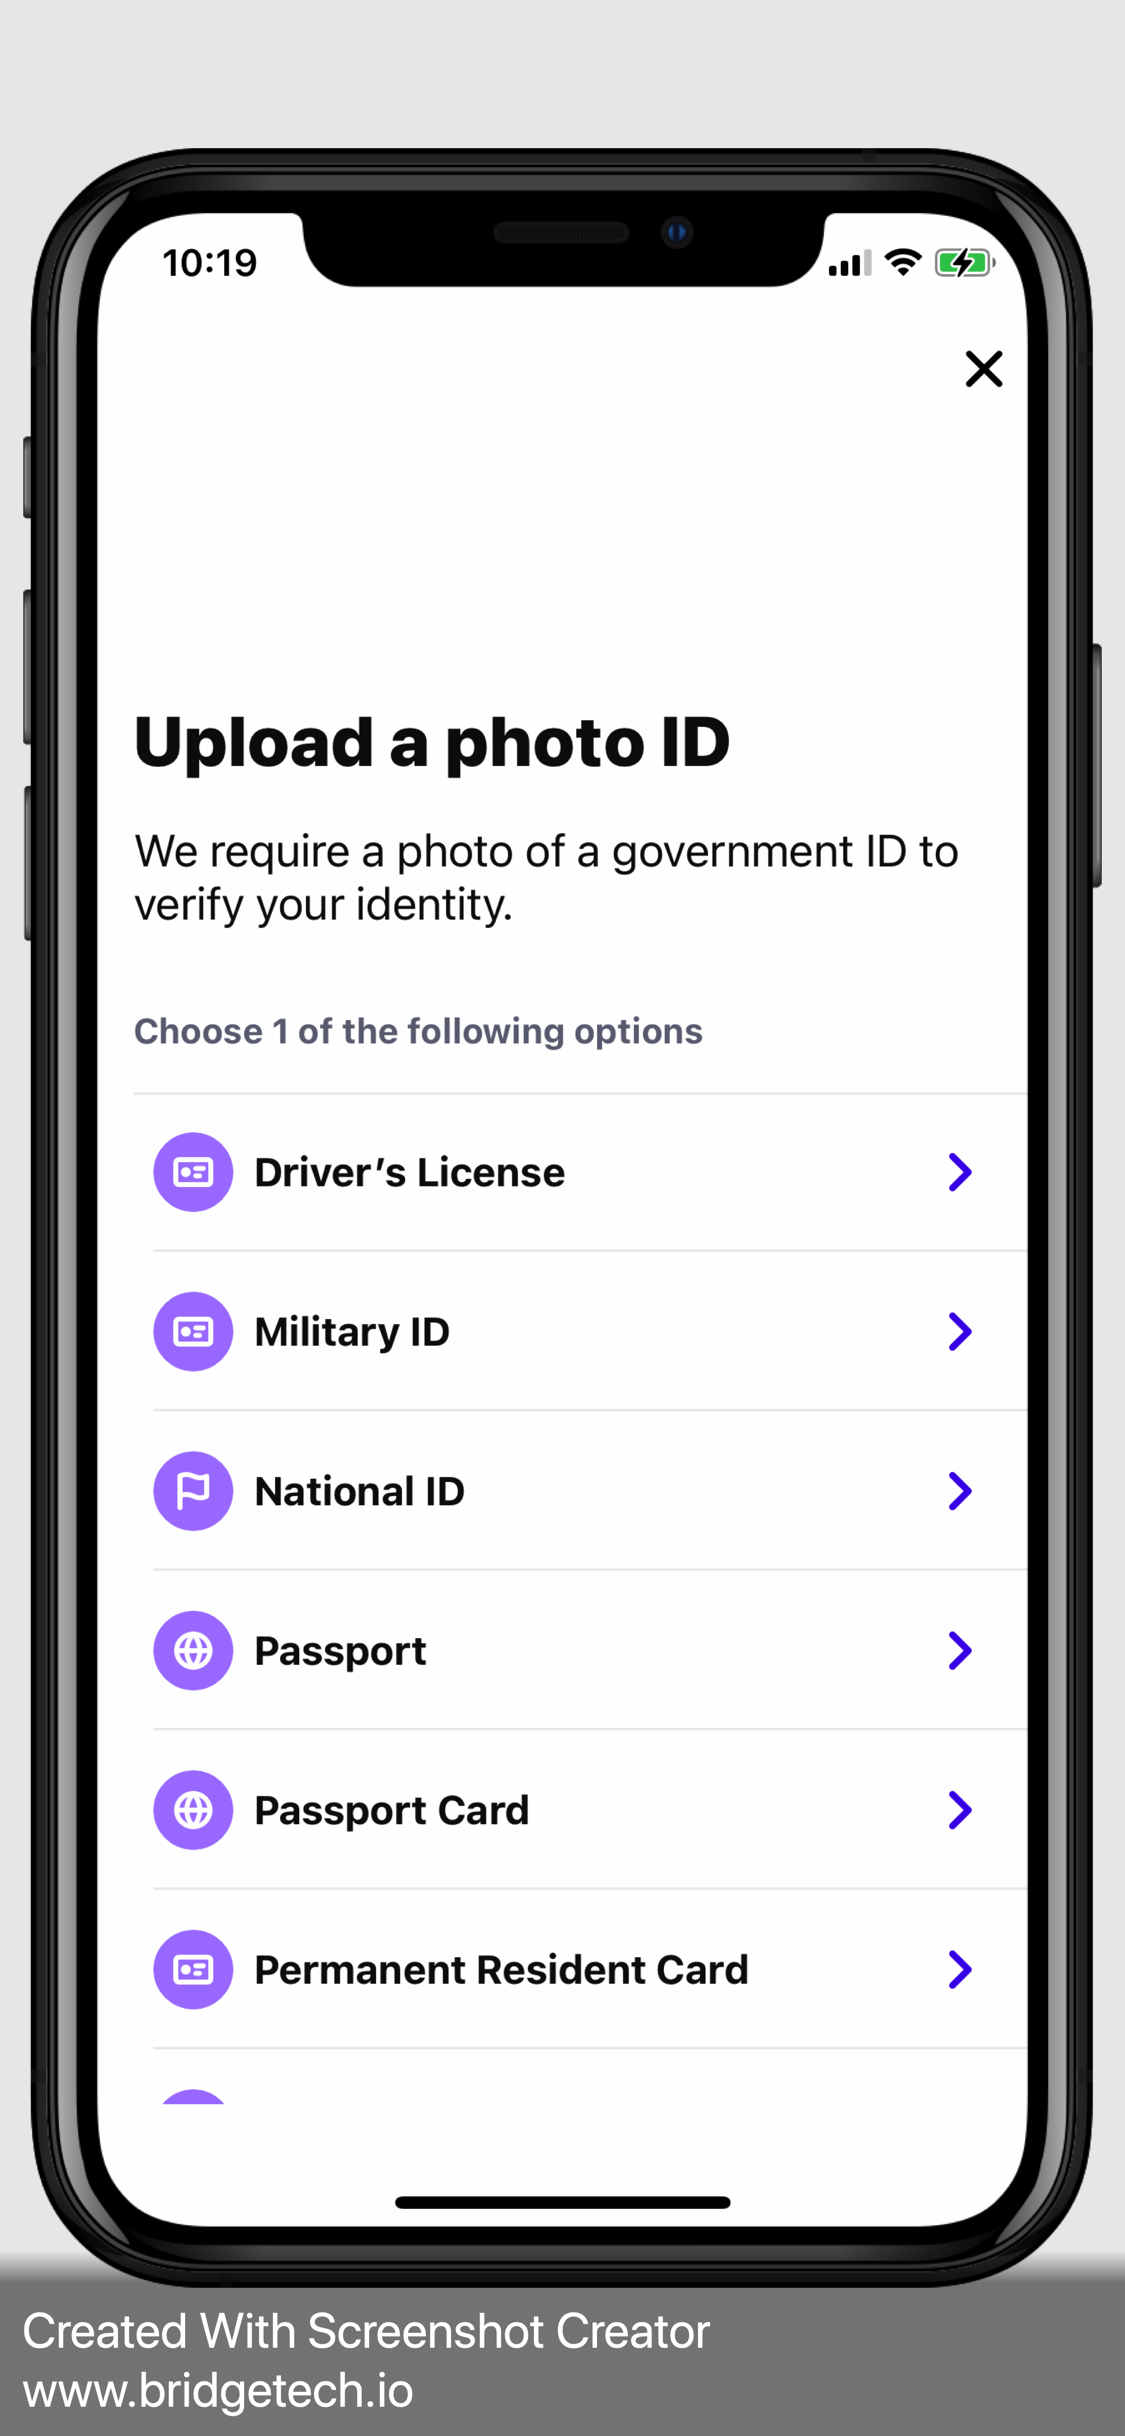 10:19
Upload a photo ID
We require a photo of a government ID to
verify your identity.
Choose 1 of the following options
Driver’s License
Military ID
National ID
Passport
Passport Card
Permanent Resident Card
Created With Screenshot Creator
www.bridgetech.io